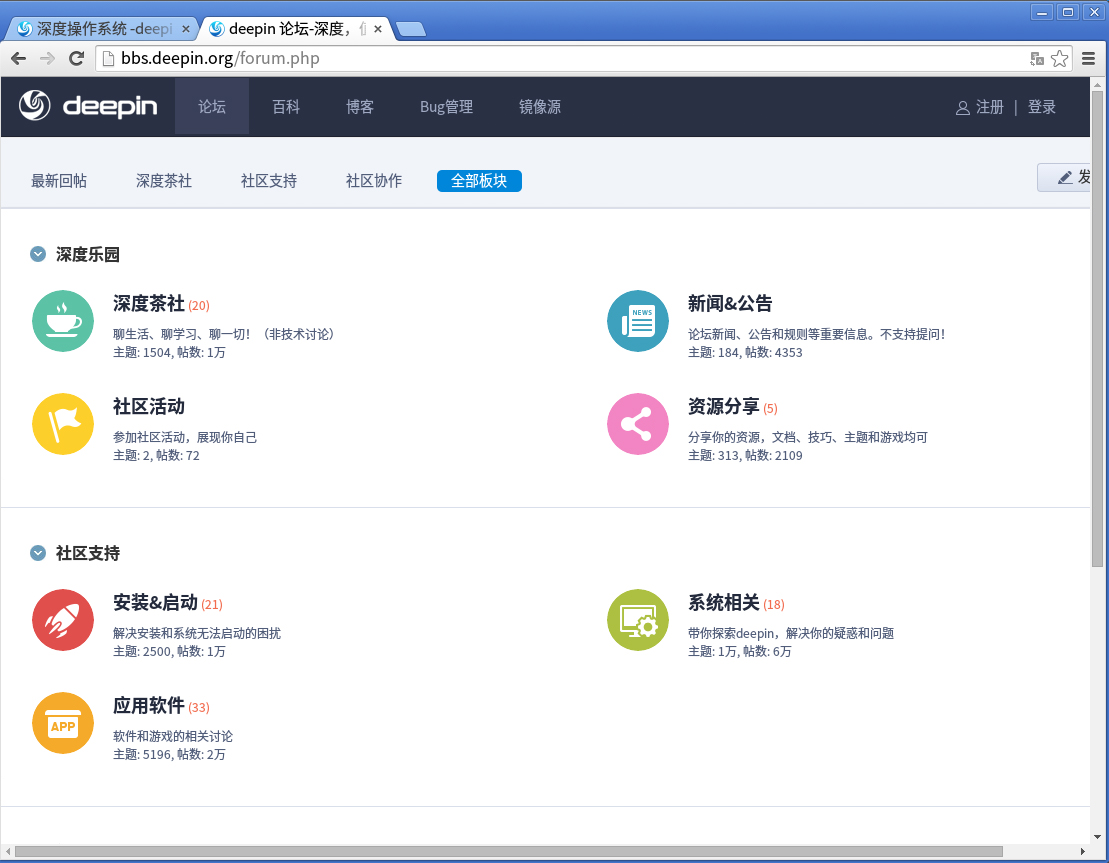 深度操作系统 -deepi
deepin 论坛-深度，
bbs.deepin.org/forum.php
deepin 论坛 百科 博客 Bug管理 镜像源 注册 | 登录
最新回帖 深度茶社 社区支持 社区协作 全部板块 发
深度乐园
深度茶社 (20)
聊生活、聊学习、聊一切！（非技术讨论）
主题: 1504, 帖数: 1万
NEWS
新闻&公告
论坛新闻、公告和规则等重要信息。不支持提问！
主题: 184, 帖数: 4353
社区活动
参加社区活动，展现你自己
主题: 2, 帖数: 72
资源分享 (5)
分享你的资源，文档、技巧、主题和游戏均可
主题: 313, 帖数: 2109
社区支持
安装&启动 (21)
解决安装和系统无法启动的困扰
主题: 2500, 帖数: 1万
系统相关 (18)
带你探索deepin，解决你的疑惑和问题
主题: 1万, 帖数: 6万
APP
应用软件 (33)
软件和游戏的相关讨论
主题: 5196, 帖数: 2万